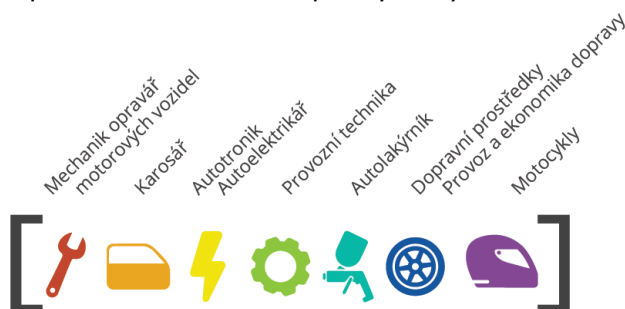 Mechanik opravář
motorových vozidel
Karosář
Autotronik
Autoelektrikář
Provozní technika
Autolakýrník
Dopravní prostředky
Provoz a ekonomika dopravy
Motocykly